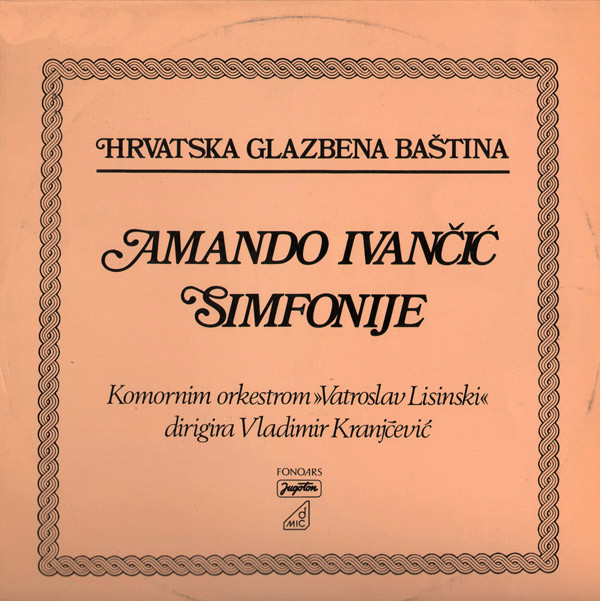 HRVATSKA GLAZBENA BAŠTINA
AMANDO IVANČIĆ
SIMFONIJE
Komornim orkestrom »Vatroslav Lisinski«
dirigira Vladimir Kranjčević
FONOARS
Jugoton
d
MIC